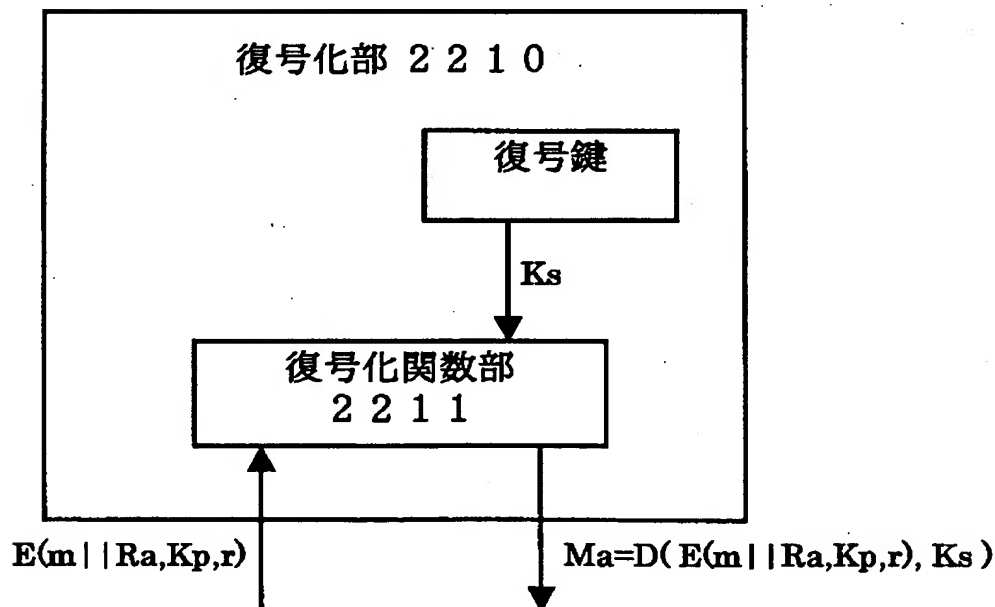 復号化部 2210
復号鍵
Ks
復号化関数部
2211
E(m||Ra,Kp,r)
Ma=D(E(m||Ra,Kp,r),Ks)